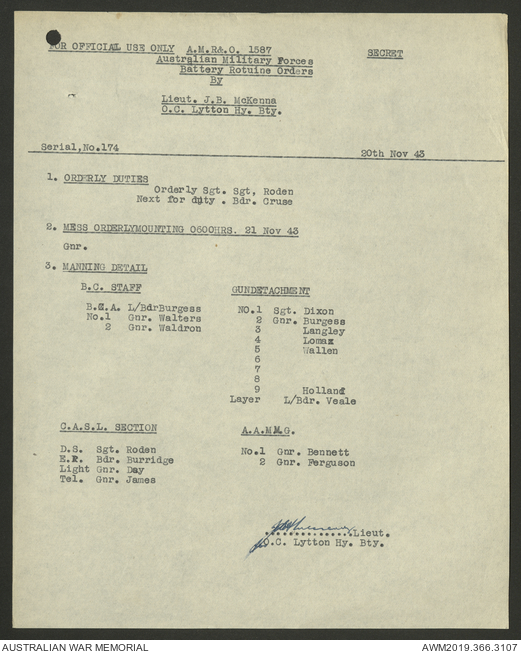 FOR OFFICIAL USE ONLY A.M.R&.O. 1587 SECRET
Australian Military Forces
Battery Rotuine Orders
By
Lieut. J.B. McKenna
O.C. Lytton Hy. Bty.
Serial,No.174 20th Nov 43
1. ORDERLY DUTIES
Orderly Sgt. Sgt, Roden
Next for duty . Bdr. Cruse
2. MESS ORDERLYMOUNTING 0600HRS. 21 Nov 43
Gnr.
3. MANNING DETAIL
B.C. STAFF GUNDETACHMENT
B.C.A. L/BdrBurgess NO.1 Sgt. Dixon
No.1 Gnr. Walters 2 Gnr. Burgess
2 Gnr. Waldron 3 Langley
4 Lomax
5 Wallen
6
7
8
9 Holland
Layer L/Bdr. Veale
C.A.S.L. SECTION A.A.M.G.
D.S. Sgt. Roden No.1 Gnr. Bennett
E.R. Bdr. Burridge 2 Gnr. Ferguson
Light Gnr. Day
Tel. Gnr. James
Lieut.
O.C. Lytton Hy. Bty.
AUSTRALIAN WAR MEMORIAL AWM2019.366.3107